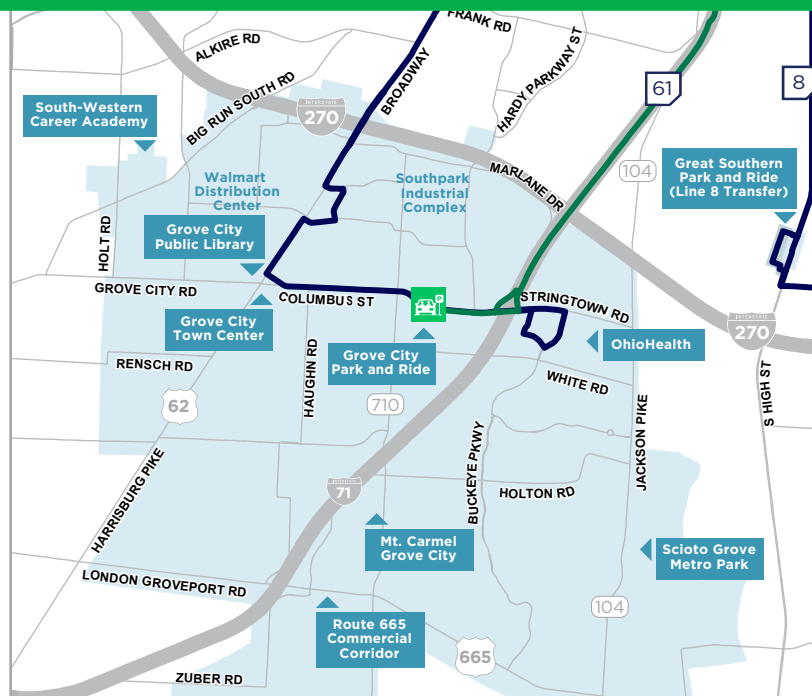 FRANK RD
ALKIRE RD
BROADWAY
HARDY PARKWAY ST
61
8
BIG RUN SOUTH RD
INTERSTATE
270
South-Western
Career Academy
MARLANE DR
104
Great Southern
Park and Ride
(Line 8 Transfer)
Walmart
Distribution
Center
Southpark
Industrial
Complex
HOLT RD
Grove City
Public Library
GROVE CITY RD
COLUMBUS ST
P
STRINGTOWN RD
Grove City
Town Center
Grove City
Park and Ride
OhioHealth
INTERSTATE
270
RENSCH RD
HAUGHN RD
WHITE RD
S HIGH ST
62
710
JACKSON PIKE
BUCKEYE PKWY
HARRISBURG PIKE
71
HOLTON RD
Mt. Carmel
Grove City
Scioto Grove
Metro Park
LONDON GROVEPORT RD
104
Route 665
Commercial
Corridor
665
ZUBER RD